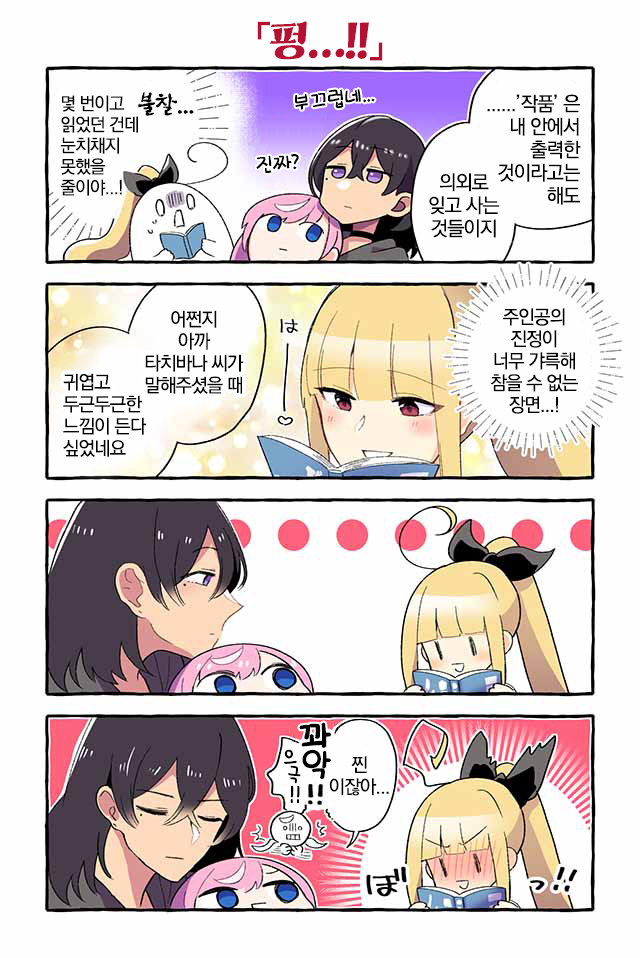 「펑…!!」
……'작품' 은
내 안에서
출력한
것이라고는
해도
의외로
잊고 사는
것들이지
부끄럽네…
진짜?
불찰…
몇 번이고
읽었던 건데
눈치채지
못했을
줄이야…!
주인공의
진정이
너무 갸륵해
참을 수 없는
장면…!
は
어쩐지
아까
타치바나 씨가
말해주셨을 때
귀엽고
두근두근한
느낌이 든다
싶었네요
찐
이잖아…
콰악!!
으극!!
ぼっ!!